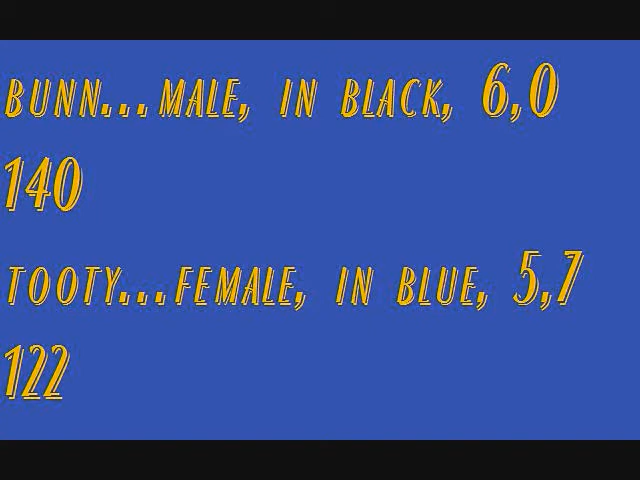 BUNN...MALE, IN BLACK, 6,0
140
TOOTY...FEMALE, IN BLUE, 5,7
122